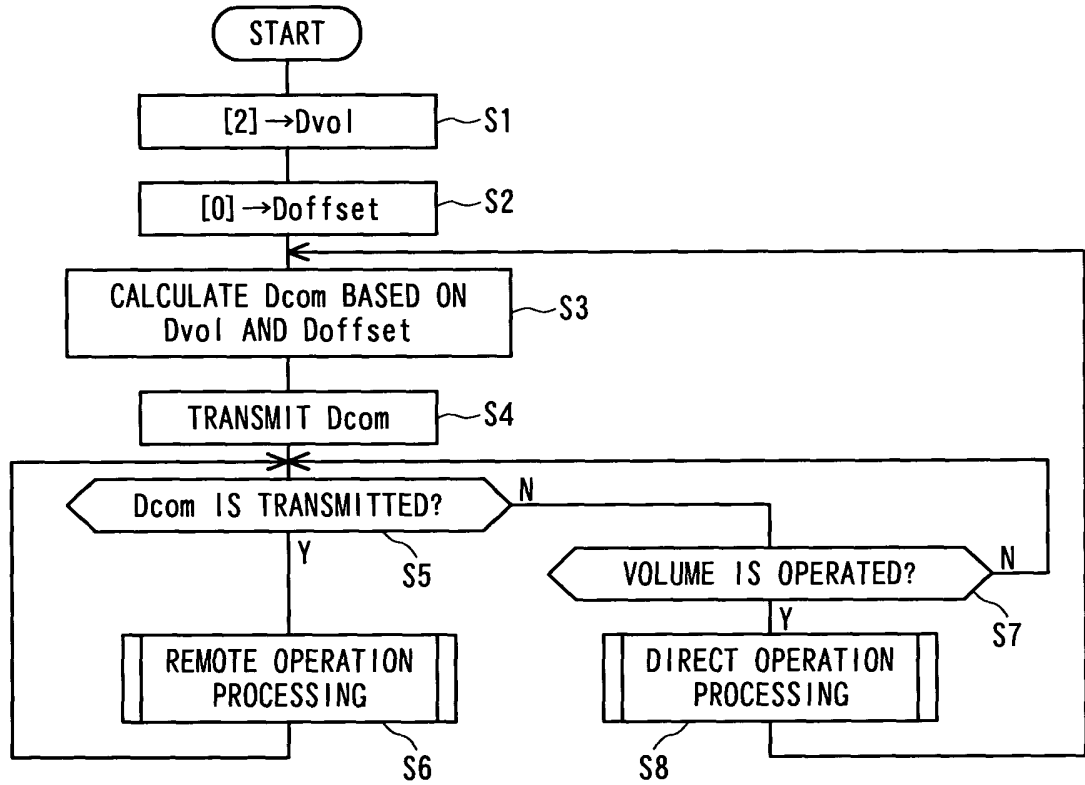 START
[2]→Dvol
S1
[0]→Doffset
S2
CALCULATE Dcom BASED ON
Dvol AND Doffset
S3
TRANSMIT Dcom
S4
Dcom IS TRANSMITTED?
N
Y
S5
VOLUME IS OPERATED?
N
Y
S7
REMOTE OPERATION
PROCESSING
S6
DIRECT OPERATION
PROCESSING
S8